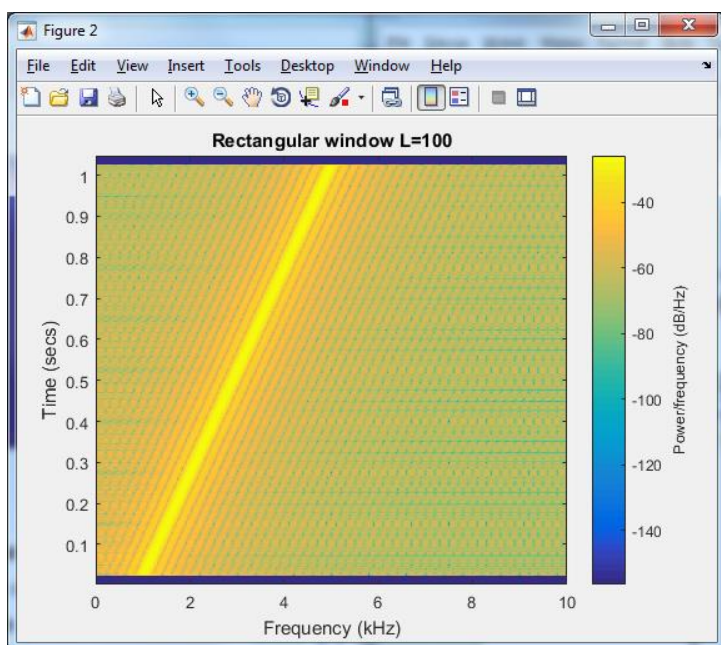 Figure 2
File Edit View Insert Tools Desktop Window Help
Rectangular window L=100
1
0.9
0.8
0.7
0.6
0.5
0.4
0.3
0.2
0.1
Time (secs)
0 2 4 6 8 10
Frequency (kHz)
-40
-60
-80
-100
-120
-140
Power/frequency (dB/Hz)